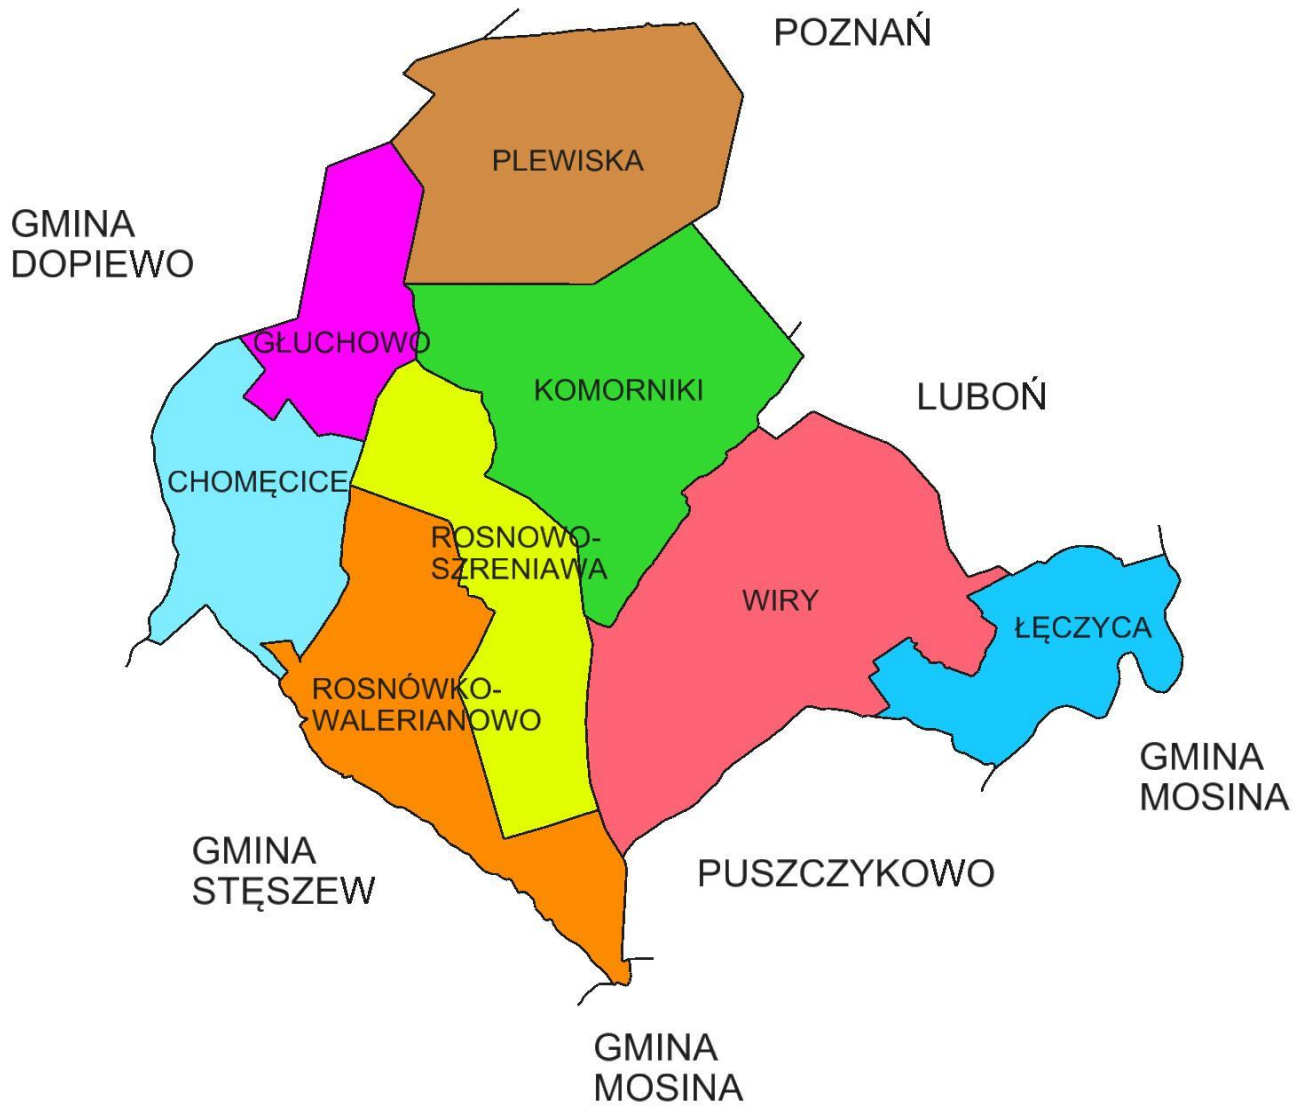 POZNAŃ
PLEWISKA
GMINA
DOPIEWO
GŁUCHOWO
KOMORNIKI
LUBOŃ
CHOMĘCICE
ROSNOWO-
SZRENIAWA
WIRY
ŁĘCZYCA
ROSNÓWKO-
WALERIANOWO
GMINA
MOSINA
GMINA
STĘSZEW
PUSZCZYKOWO
GMINA
MOSINA